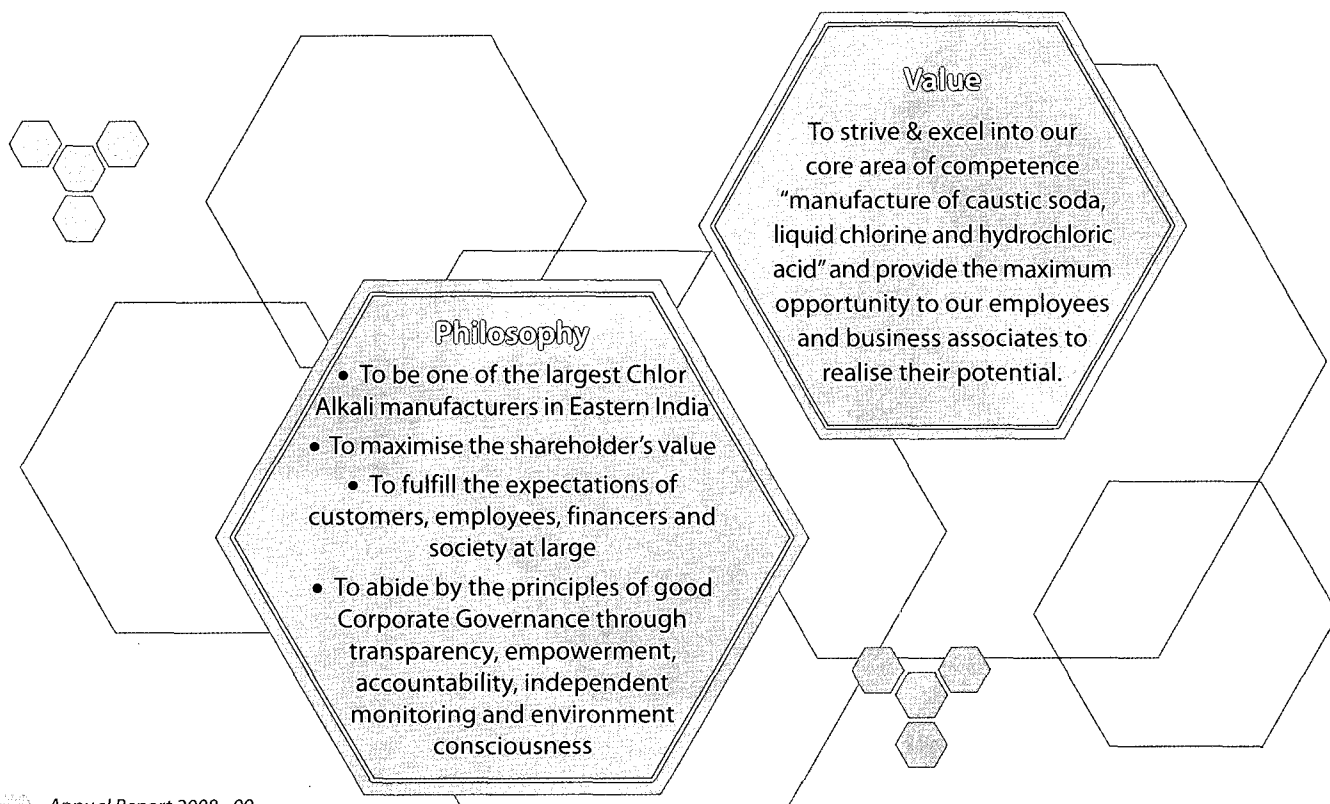 Value
To strive & excel into our
core area of competence
"manufacture of caustic soda,
liquid chlorine and hydrochloric
acid" and provide the maximum
opportunity to our employees
and business associates to
realise their potential.
Philosophy
• To be one of the largest Chlor
Alkali manufacturers in Eastern India
• To maximise the shareholder's value
• To fulfill the expectations of
customers, employees, financers and
society at large
• To abide by the principles of good
Corporate Governance through
transparency, empowerment,
accountability, independent
monitoring and environment
consciousness
Annual Report 2008 - 09